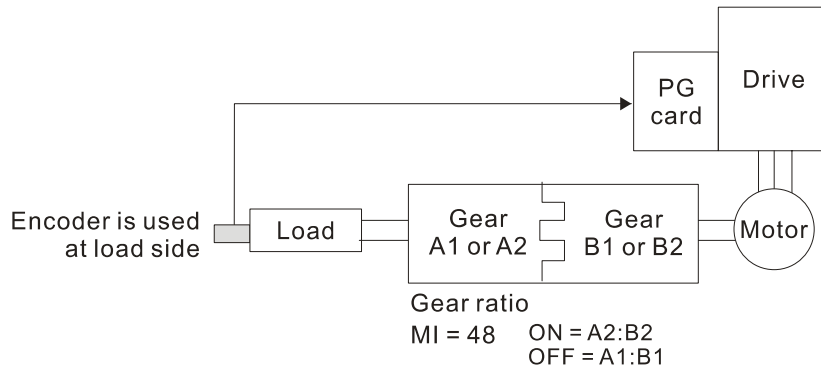 PG
card
Drive
Encoder is used
at load side
Load
Gear
A1 or A2
Gear
B1 or B2
Motor
Gear ratio
MI = 48 ON = A2:B2
OFF = A1:B1